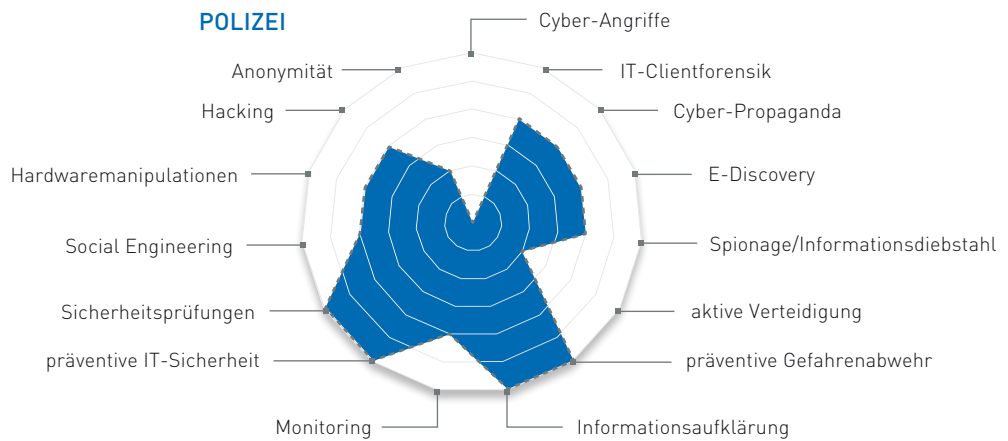 POLIZEI
Cyber-Angriffe
IT-Clientforensik
Cyber-Propaganda
E-Discovery
Spionage/Informationsdiebstahl
aktive Verteidigung
präventive Gefahrenabwehr
Informationsaufklärung
Monitoring
präventive IT-Sicherheit
Sicherheitsprüfungen
Social Engineering
Hardwaremanipulationen
Hacking
Anonymität